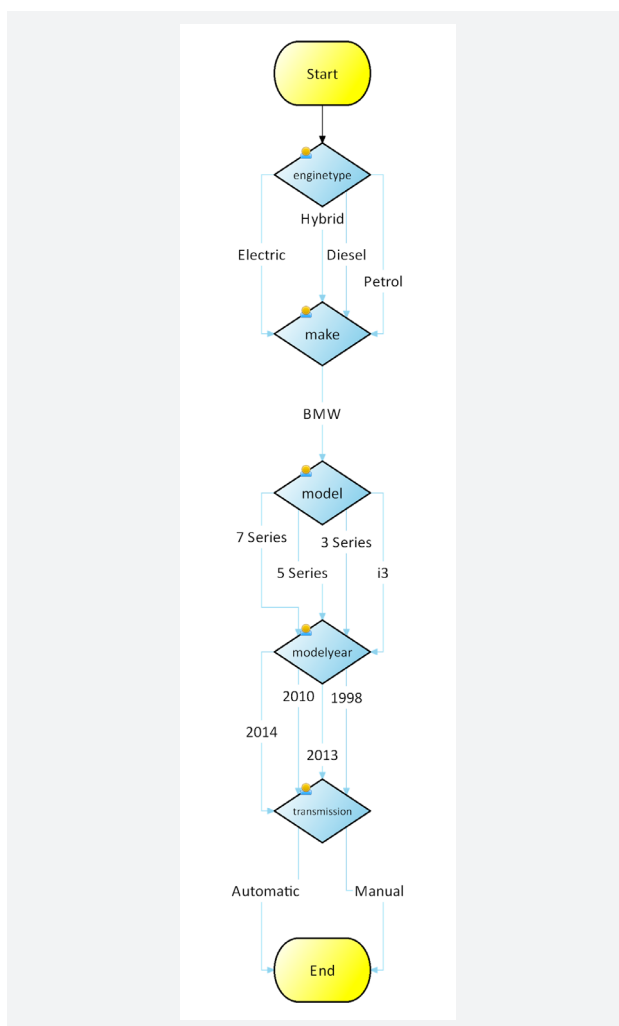 Start
enginetype
Hybrid
Electric
Diesel
Petrol
make
BMW
model
7 Series
3 Series
5 Series
i3
modelyear
2010
1998
2014
2013
transmission
Automatic
Manual
End